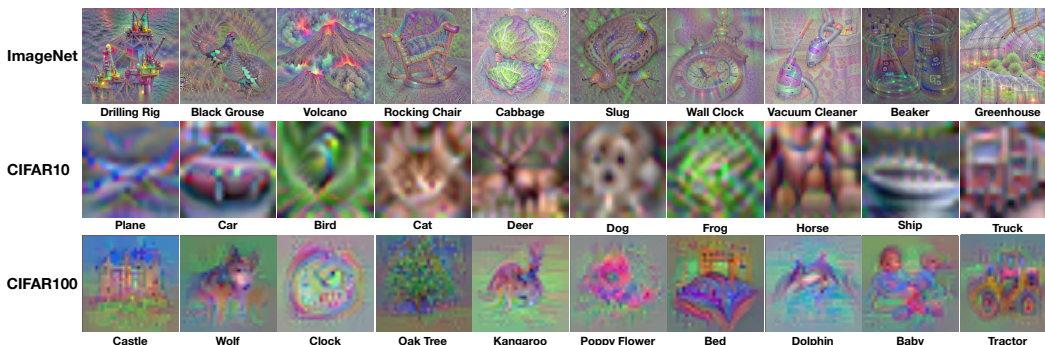 ImageNet
Drilling Rig Black Grouse Volcano Rocking Chair Cabbage Slug Wall Clock Vacuum Cleaner Beaker Greenhouse
CIFAR10
Plane Car Bird Cat Deer Dog Frog Horse Ship Truck
CIFAR100
Castle Wolf Clock Oak Tree Kangaroo Poppy Flower Bed Dolphin Baby Tractor